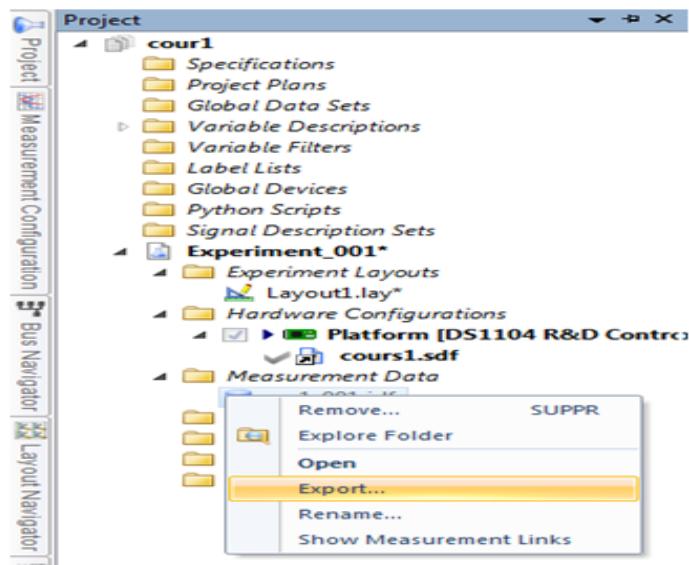 Project
cour1
Specifications
Project Plans
Global Data Sets
Variable Descriptions
Variable Filters
Label Lists
Global Devices
Python Scripts
Signal Description Sets
Experiment_001*
Experiment Layouts
Layout1.lay*
Hardware Configurations
Platform [DS1104 R&D Contro
cours1.sdf
Measurement Data
Remove... SUPPR
Explore Folder
Open
Export...
Rename...
Show Measurement Links
Project
Measurement Configuration
Bus Navigator
Layout Navigator